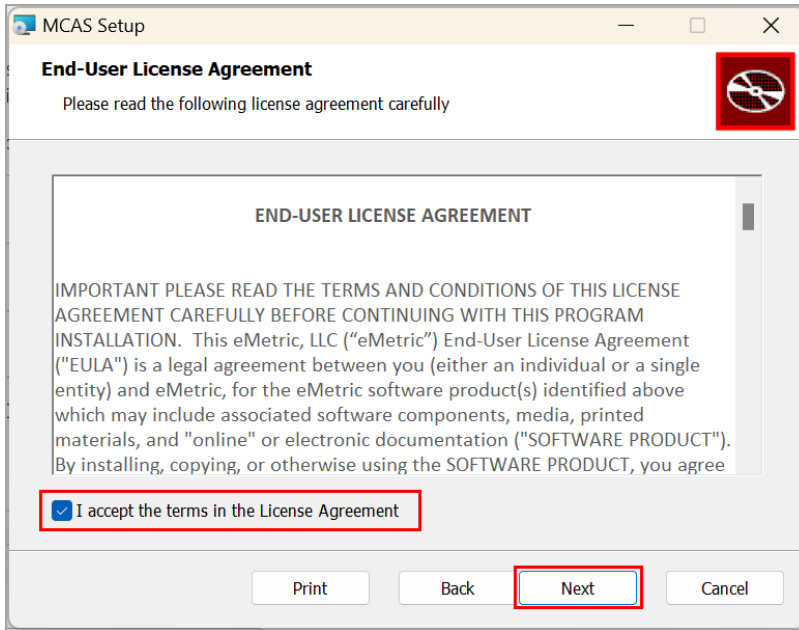 MCAS Setup
End-User License Agreement
Please read the following license agreement carefully
END-USER LICENSE AGREEMENT
IMPORTANT PLEASE READ THE TERMS AND CONDITIONS OF THIS LICENSE
AGREEMENT CAREFULLY BEFORE CONTINUING WITH THIS PROGRAM
INSTALLATION.  This eMetric, LLC (“eMetric”) End-User License Agreement
("EULA") is a legal agreement between you (either an individual or a single
entity) and eMetric, for the eMetric software product(s) identified above
which may include associated software components, media, printed
materials, and "online" or electronic documentation ("SOFTWARE PRODUCT").
By installing, copying, or otherwise using the SOFTWARE PRODUCT, you agree
I accept the terms in the License Agreement
Print Back Next Cancel